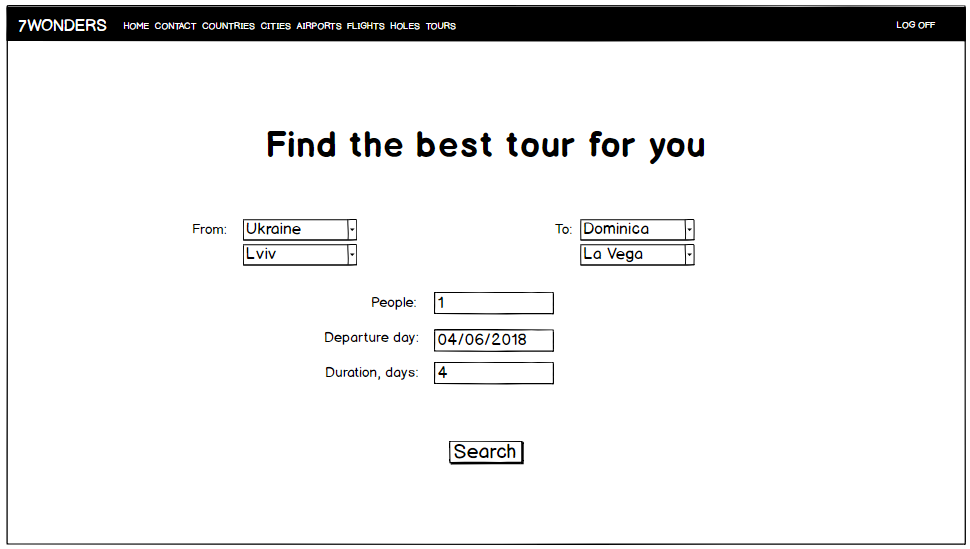 7WONDERS HOME CONTACT COUNTRIES CITIES AIRPORTS FLIGHTS HOLES TOURS LOG OFF
Find the best tour for you
From: Ukraine To: Dominica
Lviv La Vega
People: 1
Departure day: 04/06/2018
Duration, days: 4
Search